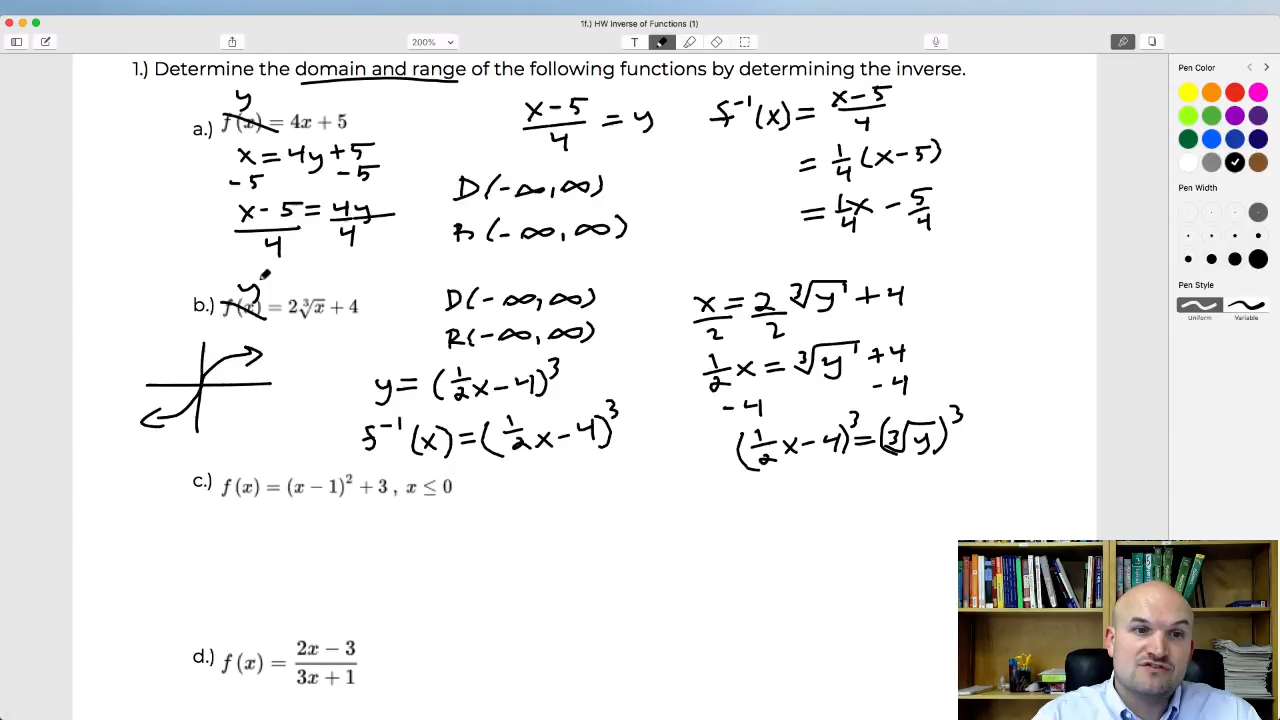 1f.) HW Inverse of Functions (1)
200%
T
1.) Determine the domain and range of the following functions by determining the inverse.
y
a.) f(x) = 4x + 5
x = 4y + 5
-5 -5
x - 5 = 4y
4 4
x - 5 = y
4
D(-∞, ∞)
R(-∞, ∞)
f⁻¹(x) = x - 5
4
= 1/4 (x - 5)
= 1/4 x - 5/4
y
b.) f(x) = 2∛x + 4
D(-∞, ∞)
R(-∞, ∞)
y = (1/2 x - 4)³
f⁻¹(x) = (1/2 x - 4)³
x = 2 ∛y + 4
2 2
1/2 x = ∛y + 4
-4 -4
(1/2 x - 4)³ = (∛y)³
c.) f(x) = (x − 1)² + 3 , x ≤ 0
d.) f(x) = 2x − 3
3x + 1
Pen Color
Pen Width
Pen Style
Uniform Variable